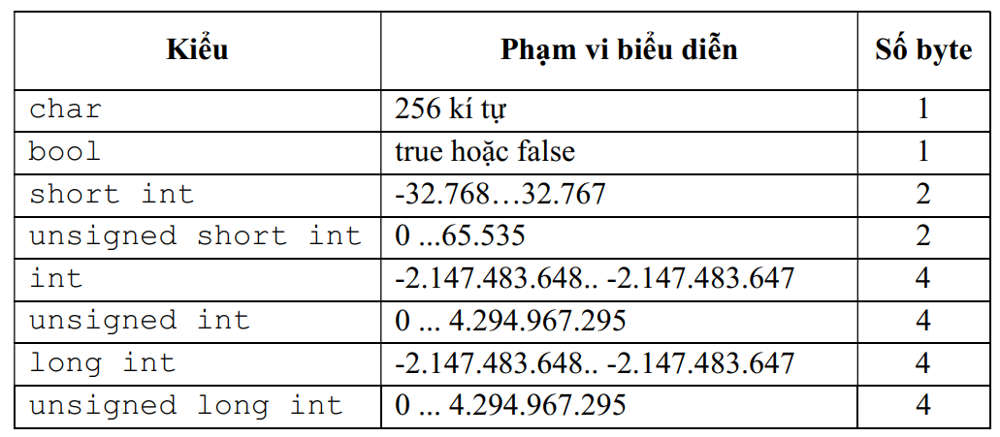 Kiểu Phạm vi biểu diễn Số byte
char 256 kí tự 1
bool true hoặc false 1
short int -32.768…32.767 2
unsigned short int 0 ...65.535 2
int -2.147.483.648.. -2.147.483.647 4
unsigned int 0 ... 4.294.967.295 4
long int -2.147.483.648.. -2.147.483.647 4
unsigned long int 0 ... 4.294.967.295 4